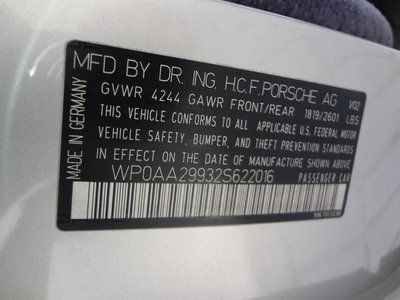 MFD BY DR. ING. H.C.F. PORSCHE AG 1/02
GVWR 4244 GAWR FRONT/REAR 1819/2601 LBS
THIS VEHICLE CONFORMS TO ALL APPLICABLE U.S. FEDERAL MOTOR
VEHICLE SAFETY, BUMPER, AND THEFT PREVENTION STANDARDS
IN EFFECT ON THE DATE OF MANUFACTURE SHOWN ABOVE.
WP0AA29932S622016
PASSENGER CAR
MADE IN GERMANY